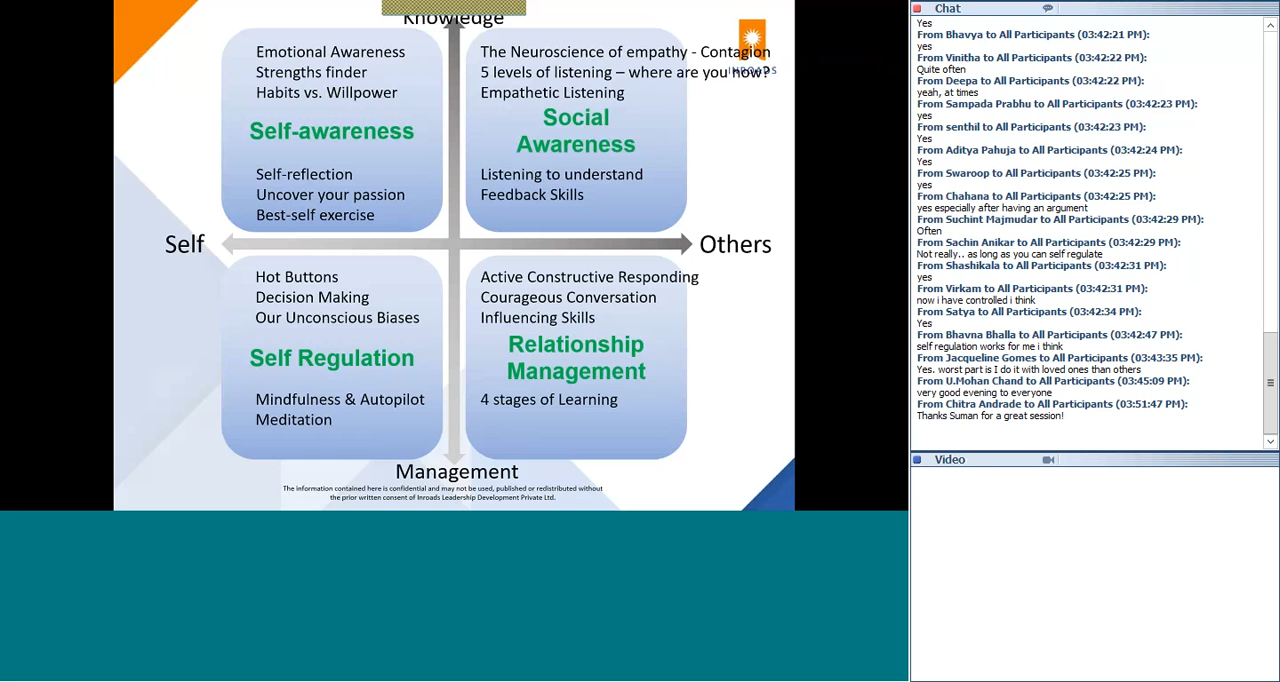 Knowledge
Emotional Awareness
Strengths finder
Habits vs. Willpower
Self-awareness
Self-reflection
Uncover your passion
Best-self exercise
The Neuroscience of empathy - Contagion
5 levels of listening – where are you now?
INROADS
Empathetic Listening
Social
Awareness
Listening to understand
Feedback Skills
Self
Others
Hot Buttons
Decision Making
Our Unconscious Biases
Self Regulation
Mindfulness & Autopilot
Meditation
Active Constructive Responding
Courageous Conversation
Influencing Skills
Relationship
Management
4 stages of Learning
Management
The information contained here is confidential and may not be used, published or redistributed without
the prior written consent of Inroads Leadership Development Private Ltd.
Chat
Yes
From Bhavya to All Participants (03:42:21 PM):
yes
From Vinitha to All Participants (03:42:22 PM):
Quite often
From Deepa to All Participants (03:42:22 PM):
yeah, at times
From Sampada Prabhu to All Participants (03:42:23 PM):
yes
From senthil to All Participants (03:42:23 PM):
Yes
From Aditya Pahuja to All Participants (03:42:24 PM):
Yes
From Swaroop to All Participants (03:42:25 PM):
yes
From Chahana to All Participants (03:42:25 PM):
yes especially after having an argument
From Suchint Majmudar to All Participants (03:42:29 PM):
Often
From Sachin Anikar to All Participants (03:42:29 PM):
Not really.. as long as you can self regulate
From Shashikala to All Participants (03:42:31 PM):
yes
From Virkam to All Participants (03:42:31 PM):
now i have controlled i think
From Satya to All Participants (03:42:34 PM):
Yes
From Bhavna Bhalla to All Participants (03:42:47 PM):
self regulation works for me i think
From Jacqueline Gomes to All Participants (03:43:35 PM):
Yes. worst part is I do it with loved ones than others
From U.Mohan Chand to All Participants (03:45:09 PM):
very good evening to everyone
From Chitra Andrade to All Participants (03:51:47 PM):
Thanks Suman for a great session!
Video